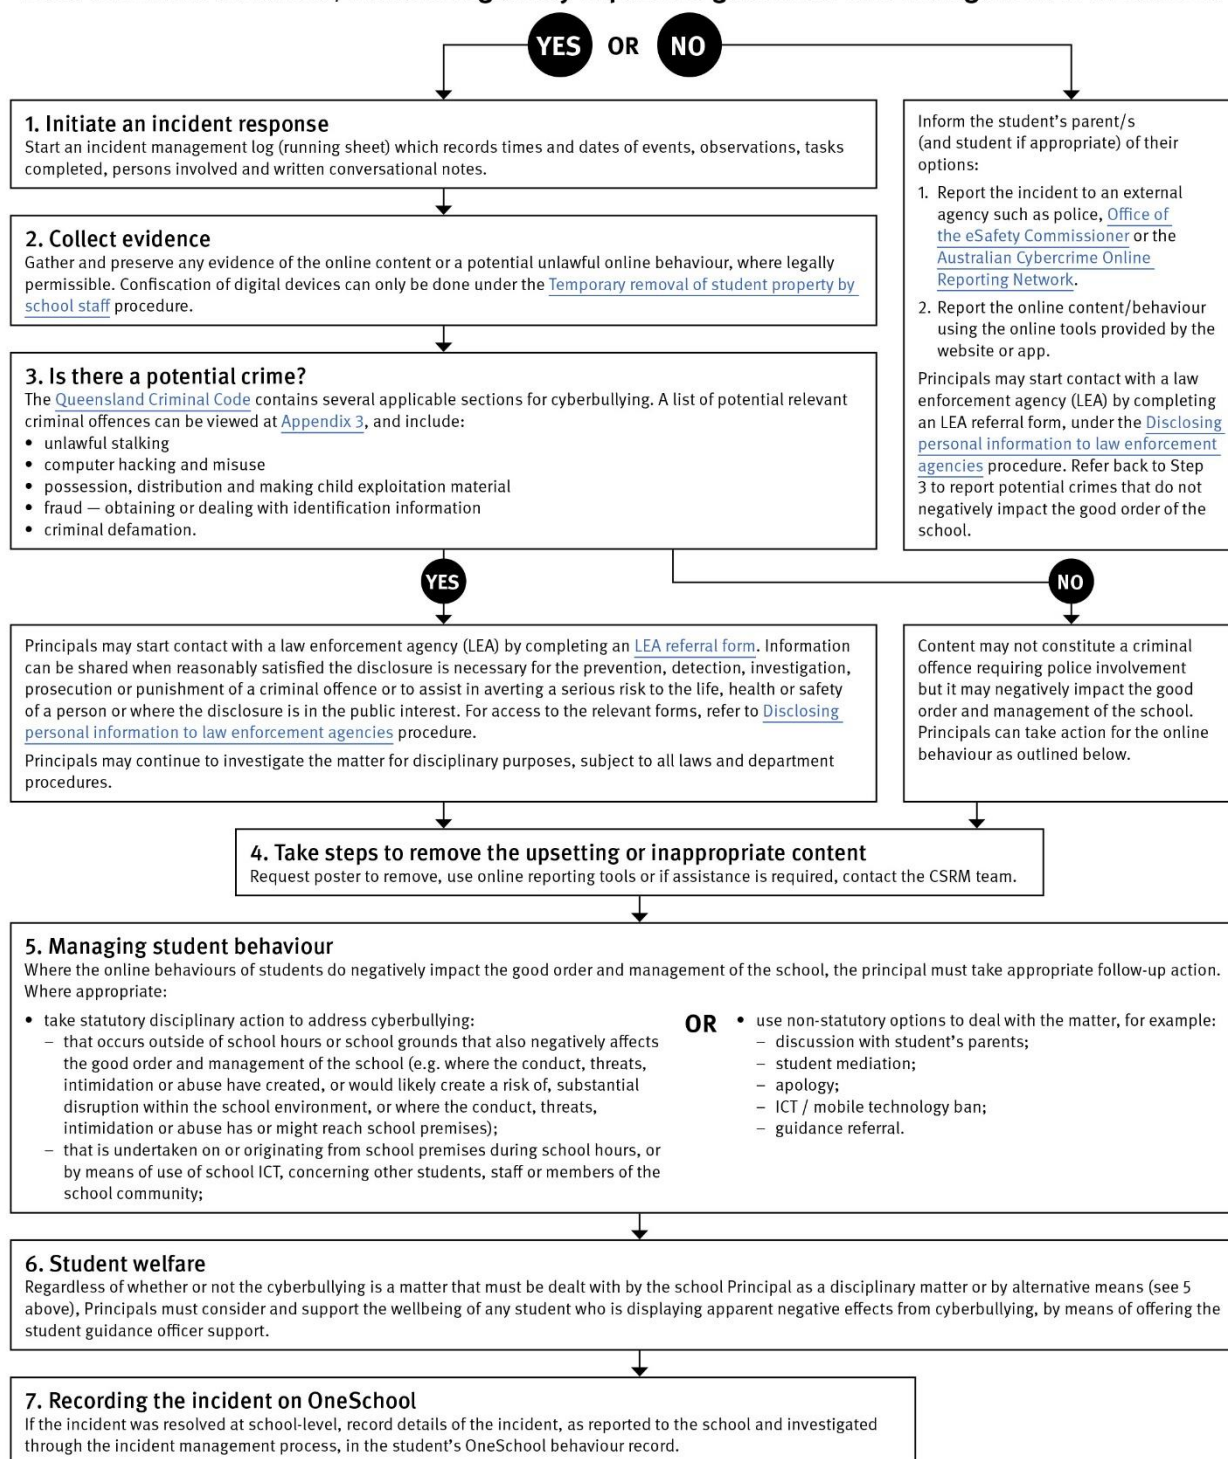 YES OR NO
1. Initiate an incident response
Start an incident management log (running sheet) which records times and dates of events, observations, tasks
completed, persons involved and written conversational notes.
2. Collect evidence
Gather and preserve any evidence of the online content or a potential unlawful online behaviour, where legally
permissible. Confiscation of digital devices can only be done under the Temporary removal of student property by
school staff procedure.
3. Is there a potential crime?
The Queensland Criminal Code contains several applicable sections for cyberbullying. A list of potential relevant
criminal offences can be viewed at Appendix 3, and include:
• unlawful stalking
• computer hacking and misuse
• possession, distribution and making child exploitation material
• fraud — obtaining or dealing with identification information
• criminal defamation.
Inform the student's parent/s
(and student if appropriate) of their
options:
1. Report the incident to an external
agency such as police, Office of
the eSafety Commissioner or the
Australian Cybercrime Online
Reporting Network.
2. Report the online content/behaviour
using the online tools provided by the
website or app.
Principals may start contact with a law
enforcement agency (LEA) by completing
an LEA referral form, under the Disclosing
personal information to law enforcement
agencies procedure. Refer back to Step
3 to report potential crimes that do not
negatively impact the good order of the
school.
YES
NO
Principals may start contact with a law enforcement agency (LEA) by completing an LEA referral form. Information
can be shared when reasonably satisfied the disclosure is necessary for the prevention, detection, investigation,
prosecution or punishment of a criminal offence or to assist in averting a serious risk to the life, health or safety
of a person or where the disclosure is in the public interest. For access to the relevant forms, refer to Disclosing
personal information to law enforcement agencies procedure.
Principals may continue to investigate the matter for disciplinary purposes, subject to all laws and department
procedures.
Content may not constitute a criminal
offence requiring police involvement
but it may negatively impact the good
order and management of the school.
Principals can take action for the online
behaviour as outlined below.
4. Take steps to remove the upsetting or inappropriate content
Request poster to remove, use online reporting tools or if assistance is required, contact the CSRM team.
5. Managing student behaviour
Where the online behaviours of students do negatively impact the good order and management of the school, the principal must take appropriate follow-up action.
Where appropriate:
• take statutory disciplinary action to address cyberbullying:
– that occurs outside of school hours or school grounds that also negatively affects
the good order and management of the school (e.g. where the conduct, threats,
intimidation or abuse have created, or would likely create a risk of, substantial
disruption within the school environment, or where the conduct, threats,
intimidation or abuse has or might reach school premises);
– that is undertaken on or originating from school premises during school hours, or
by means of use of school ICT, concerning other students, staff or members of the
school community;
OR
• use non-statutory options to deal with the matter, for example:
– discussion with student's parents;
– student mediation;
– apology;
– ICT / mobile technology ban;
– guidance referral.
6. Student welfare
Regardless of whether or not the cyberbullying is a matter that must be dealt with by the school Principal as a disciplinary matter or by alternative means (see 5
above), Principals must consider and support the wellbeing of any student who is displaying apparent negative effects from cyberbullying, by means of offering the
student guidance officer support.
7. Recording the incident on OneSchool
If the incident was resolved at school-level, record details of the incident, as reported to the school and investigated
through the incident management process, in the student's OneSchool behaviour record.